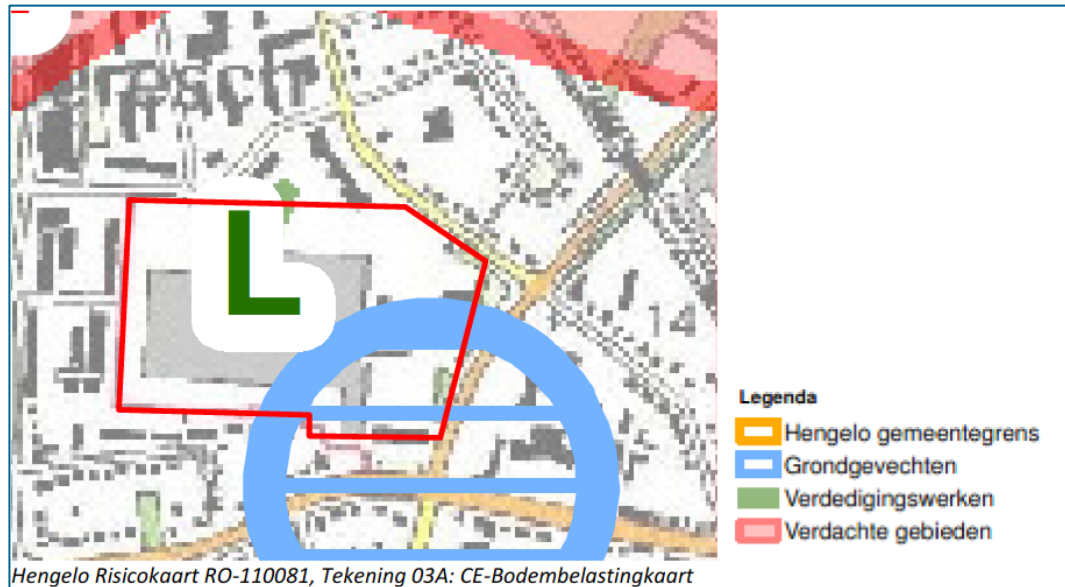 L
14
Legenda
Hengelo gemeentegrens
Grondgevechten
Verdedigingswerken
Verdachte gebieden
Hengelo Risicokaart RO-110081, Tekening 03A: CE-Bodembelastingkaart